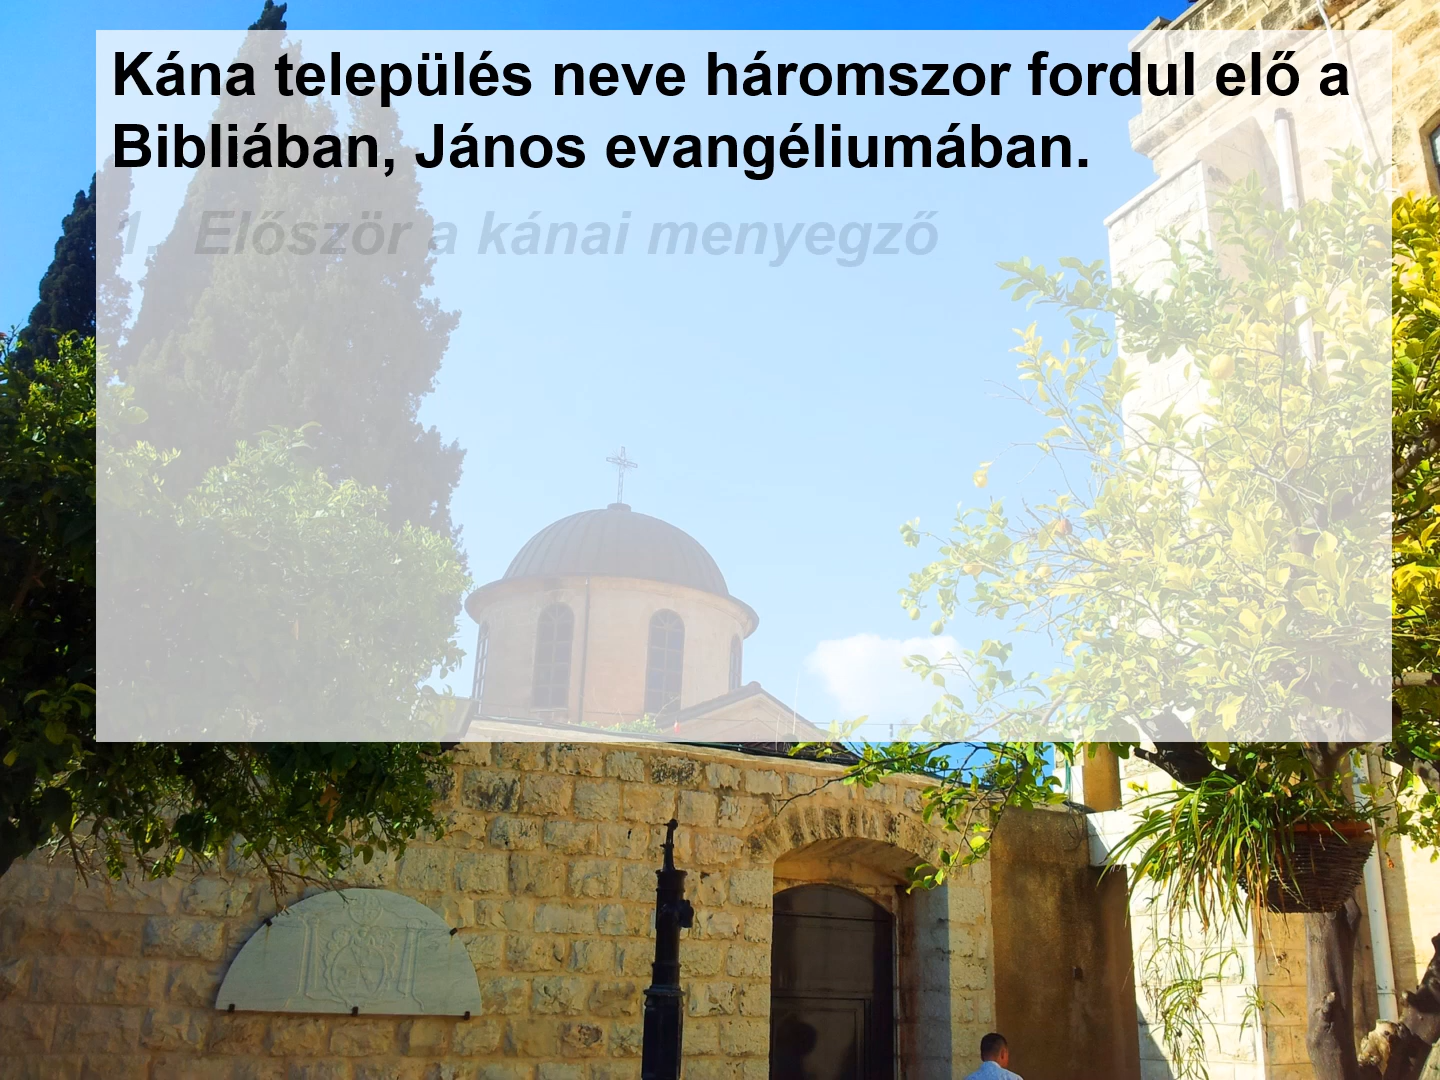 Kána település neve háromszor fordul elő a
Bibliában, János evangéliumában.
1. Először a kánai menyegző